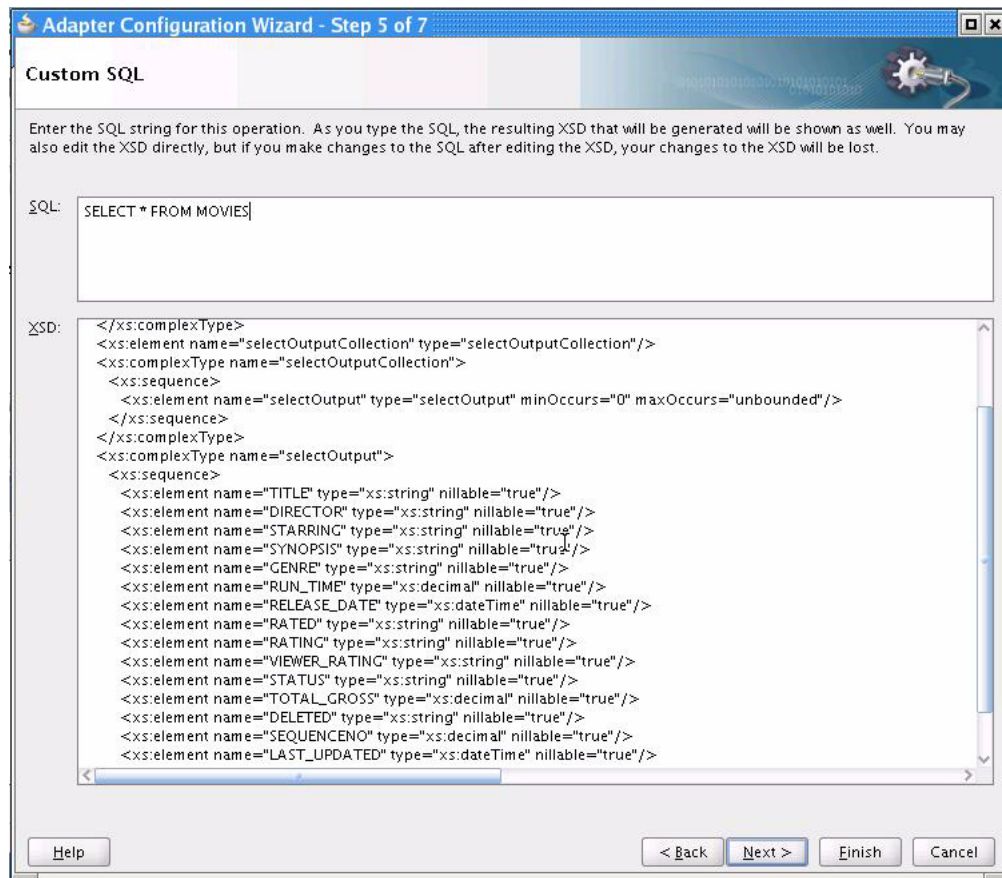 Adapter Configuration Wizard - Step 5 of 7
Custom SQL
Enter the SQL string for this operation. As you type the SQL, the resulting XSD that will be generated will be shown as well. You may
also edit the XSD directly, but if you make changes to the SQL after editing the XSD, your changes to the XSD will be lost.
SQL:
SELECT * FROM MOVIES
XSD:
</xs:complexType>
<xs:element name="selectOutputCollection" type="selectOutputCollection"/>
<xs:complexType name="selectOutputCollection">
<xs:sequence>
<xs:element name="selectOutput" type="selectOutput" minOccurs="0" maxOccurs="unbounded"/>
</xs:sequence>
</xs:complexType>
<xs:complexType name="selectOutput">
<xs:sequence>
<xs:element name="TITLE" type="xs:string" nillable="true"/>
<xs:element name="DIRECTOR" type="xs:string" nillable="true"/>
<xs:element name="STARRING" type="xs:string" nillable="true"/>
<xs:element name="SYNOPSIS" type="xs:string" nillable="true"/>
<xs:element name="GENRE" type="xs:string" nillable="true"/>
<xs:element name="RUN_TIME" type="xs:decimal" nillable="true"/>
<xs:element name="RELEASE_DATE" type="xs:dateTime" nillable="true"/>
<xs:element name="RATED" type="xs:string" nillable="true"/>
<xs:element name="RATING" type="xs:string" nillable="true"/>
<xs:element name="VIEWER_RATING" type="xs:string" nillable="true"/>
<xs:element name="STATUS" type="xs:string" nillable="true"/>
<xs:element name="TOTAL_GROSS" type="xs:decimal" nillable="true"/>
<xs:element name="DELETED" type="xs:string" nillable="true"/>
<xs:element name="SEQUENCENO" type="xs:decimal" nillable="true"/>
<xs:element name="LAST_UPDATED" type="xs:dateTime" nillable="true"/>
Help
< Back
Next >
Finish
Cancel